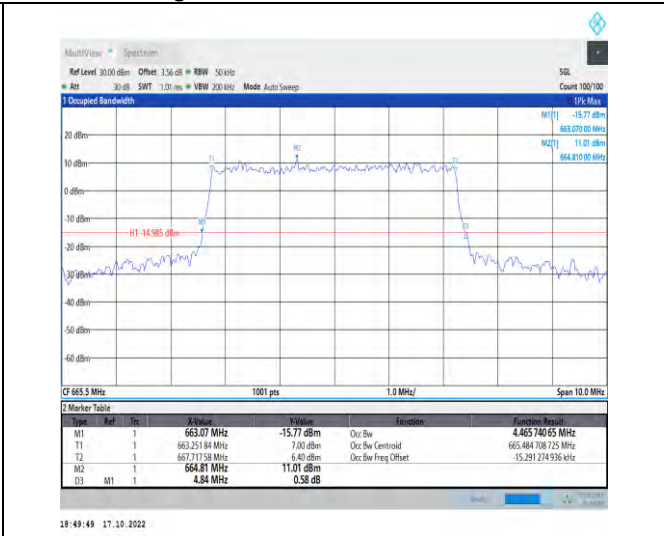 MultiView Spectrum
Ref Level 30.00 dBm Offset 3.56 dB RBW 50 kHz SGL
Att 30 dB SWT 1.01 ms VBW 200 kHz Mode Auto Sweep Count 100/100
1 Occupied Bandwidth 1Pk Max
M1[1] -15.77 dBm
663.070 00 MHz
M2[1] 11.01 dBm
664.810 00 MHz
20 dBm
M2
T1
T2
10 dBm
0 dBm
-10 dBm
M1
D3
H1 -14.985 dBm
-20 dBm
-30 dBm
-40 dBm
-50 dBm
-60 dBm
CF 665.5 MHz 1001 pts 1.0 MHz/ Span 10.0 MHz
2 Marker Table
Type Ref Trc X-Value Y-Value Function Function Result
M1 1 663.07 MHz -15.77 dBm Occ Bw 4.465 740 65 MHz
T1 1 663.251 84 MHz 7.00 dBm Occ Bw Centroid 665.484 708 725 MHz
T2 1 667.717 58 MHz 6.40 dBm Occ Bw Freq Offset -15.291 274 936 kHz
M2 1 664.81 MHz 11.01 dBm
D3 M1 1 4.84 MHz 0.58 dB
18:49:49 17.10.2022